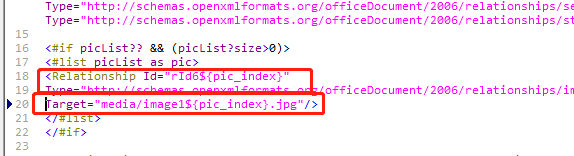 Type="http://schemas.openxmlformats.org/officeDocument/2006/relationships/se
Type="http://schemas.openxmlformats.org/officeDocument/2006/relationships/
15
16 <#if picList?? && (picList?size>0)>
17 <#list picList as pic>
18 <Relationship Id="rId6${pic_index}"
19 Type="http://schemas.openxmlformats.org/officeDocument/2006/relationships/im
20 Target="media/image1${pic_index}.jpg"/>
21 </#list>
22 </#if>